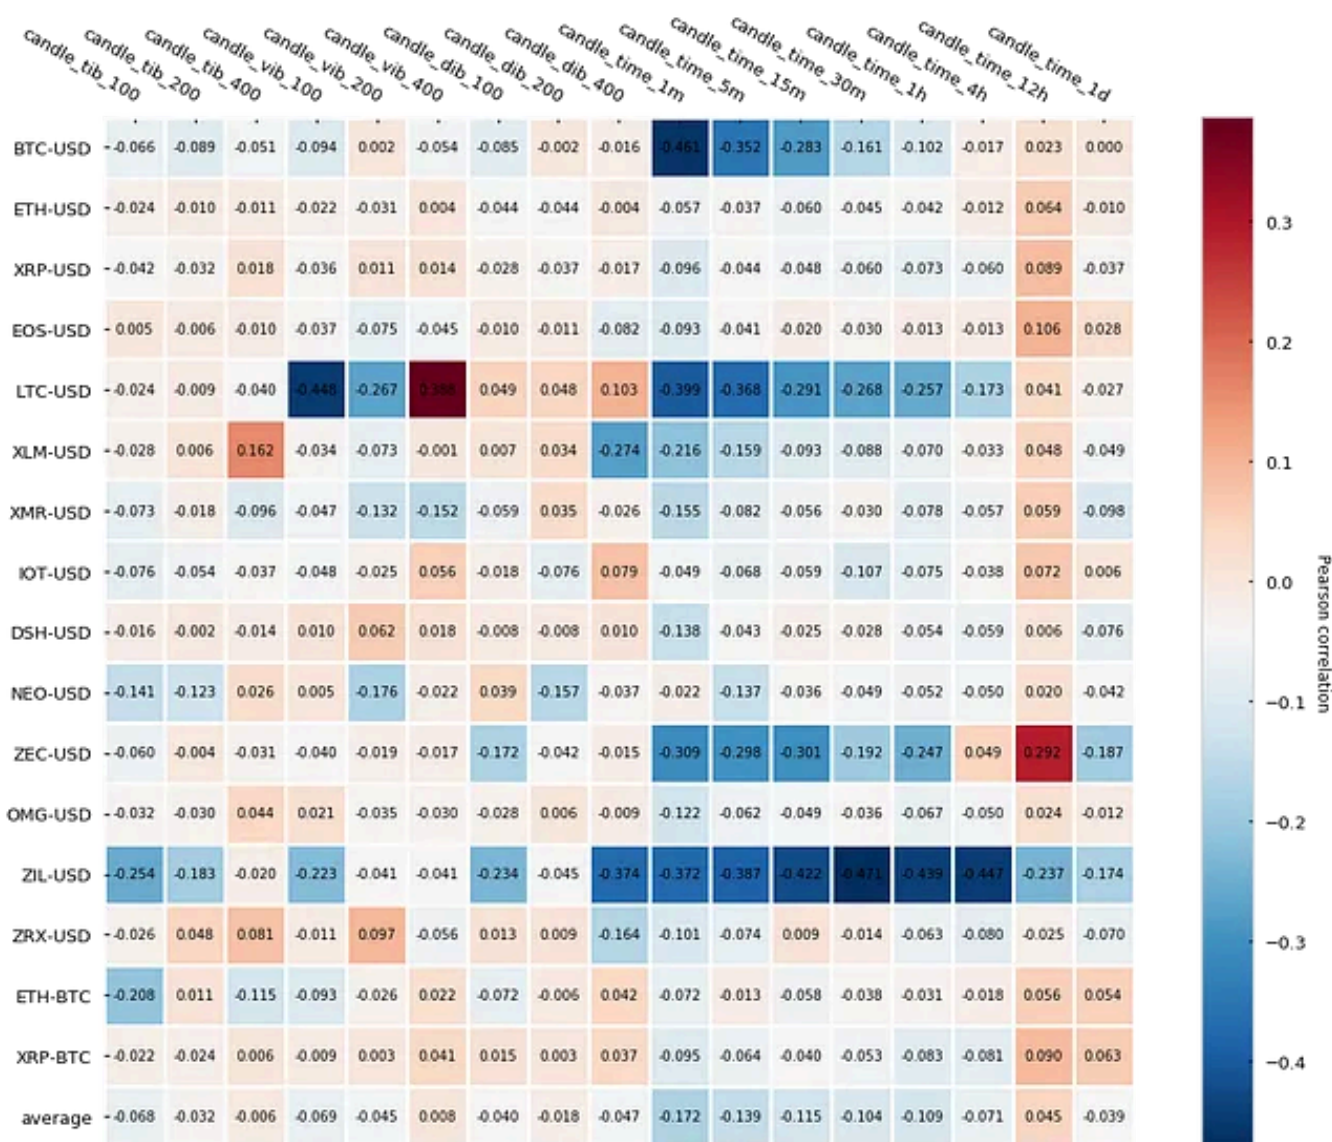 candle_tib_100 candle_tib_200 candle_tib_400 candle_vib_100 candle_vib_200 candle_vib_400 candle_dib_100 candle_dib_200 candle_dib_400 candle_time_1m candle_time_5m candle_time_15m candle_time_30m candle_time_1h candle_time_4h candle_time_12h candle_time_1d
BTC-USD -0.066 -0.089 -0.051 -0.094 0.002 -0.054 -0.085 -0.002 -0.016 -0.461 -0.352 -0.283 -0.161 -0.102 -0.017 0.023 0.000
ETH-USD -0.024 -0.010 -0.011 -0.022 -0.031 0.004 -0.044 -0.044 -0.004 -0.057 -0.037 -0.060 -0.045 -0.042 -0.012 0.064 -0.010
XRP-USD -0.042 -0.032 0.018 -0.036 0.011 0.014 -0.028 -0.037 -0.017 -0.096 -0.044 -0.048 -0.060 -0.073 -0.060 0.089 -0.037
EOS-USD 0.005 -0.006 -0.010 -0.037 -0.075 -0.045 -0.010 -0.011 -0.082 -0.093 -0.041 -0.020 -0.030 -0.013 -0.013 0.106 0.028
LTC-USD -0.024 -0.009 -0.040 -0.448 -0.267 0.388 0.049 0.048 0.103 -0.399 -0.368 -0.291 -0.268 -0.257 -0.173 0.041 -0.027
XLM-USD -0.028 0.006 0.162 -0.034 -0.073 -0.001 0.007 0.034 -0.274 -0.216 -0.159 -0.093 -0.088 -0.070 -0.033 0.048 -0.049
XMR-USD -0.073 -0.018 -0.096 -0.047 -0.132 -0.152 -0.059 0.035 -0.026 -0.155 -0.082 -0.056 -0.030 -0.078 -0.057 0.059 -0.098
IOT-USD -0.076 -0.054 -0.037 -0.048 -0.025 0.056 -0.018 -0.076 0.079 -0.049 -0.068 -0.059 -0.107 -0.075 -0.038 0.072 0.006
DSH-USD -0.016 -0.002 -0.014 0.010 0.062 0.018 -0.008 -0.008 0.010 -0.138 -0.043 -0.025 -0.028 -0.054 -0.059 0.006 -0.076
NEO-USD -0.141 -0.123 0.026 0.005 -0.176 -0.022 0.039 -0.157 -0.037 -0.022 -0.137 -0.036 -0.049 -0.052 -0.050 0.020 -0.042
ZEC-USD -0.060 -0.004 -0.031 -0.040 -0.019 -0.017 -0.172 -0.042 -0.015 -0.309 -0.298 -0.301 -0.192 -0.247 0.049 0.292 -0.187
OMG-USD -0.032 -0.030 0.044 0.021 -0.035 -0.030 -0.028 0.006 -0.009 -0.122 -0.062 -0.049 -0.036 -0.067 -0.050 0.024 -0.012
ZIL-USD -0.254 -0.183 -0.020 -0.223 -0.041 -0.041 -0.234 -0.045 -0.374 -0.372 -0.387 -0.422 -0.471 -0.439 -0.447 -0.237 -0.174
ZRX-USD -0.026 0.048 0.081 -0.011 0.097 -0.056 0.013 0.009 -0.164 -0.101 -0.074 0.009 -0.014 -0.063 -0.080 -0.025 -0.070
ETH-BTC -0.208 0.011 -0.115 -0.093 -0.026 0.022 -0.072 -0.006 0.042 -0.072 -0.013 -0.058 -0.038 -0.031 -0.018 0.056 0.054
XRP-BTC -0.022 -0.024 0.006 -0.009 0.003 0.041 0.015 0.003 0.037 -0.095 -0.064 -0.040 -0.053 -0.083 -0.081 0.090 0.063
average -0.068 -0.032 -0.006 -0.069 -0.045 0.008 -0.040 -0.018 -0.047 -0.172 -0.139 -0.115 -0.104 -0.109 -0.071 0.045 -0.039
0.3
0.2
0.1
0.0
−0.1
−0.2
−0.3
−0.4
Pearson correlation